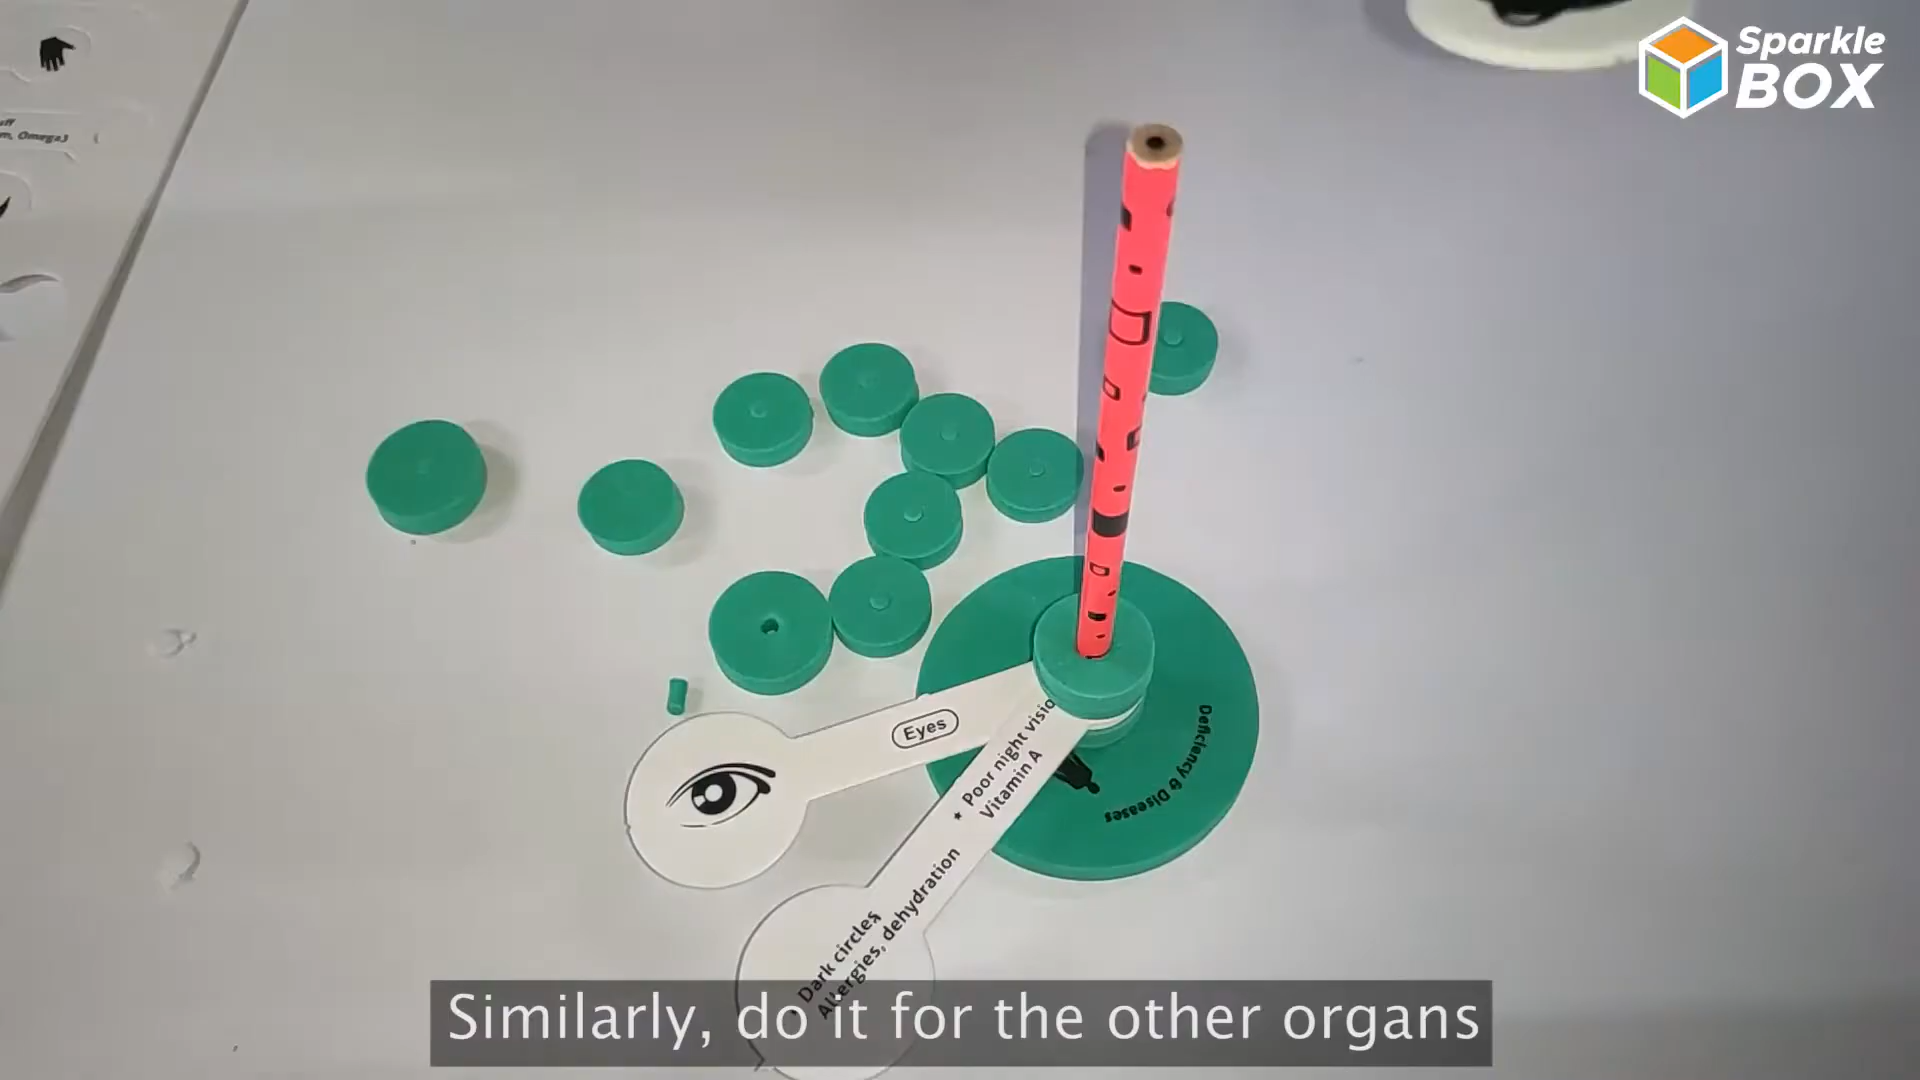 Sparkle
BOX
m, Omega3
Eyes
* Poor night visio
Vitamin A
Dark circles
Allergies, dehydration
Deficiency & Diseases
Similarly, do it for the other organs